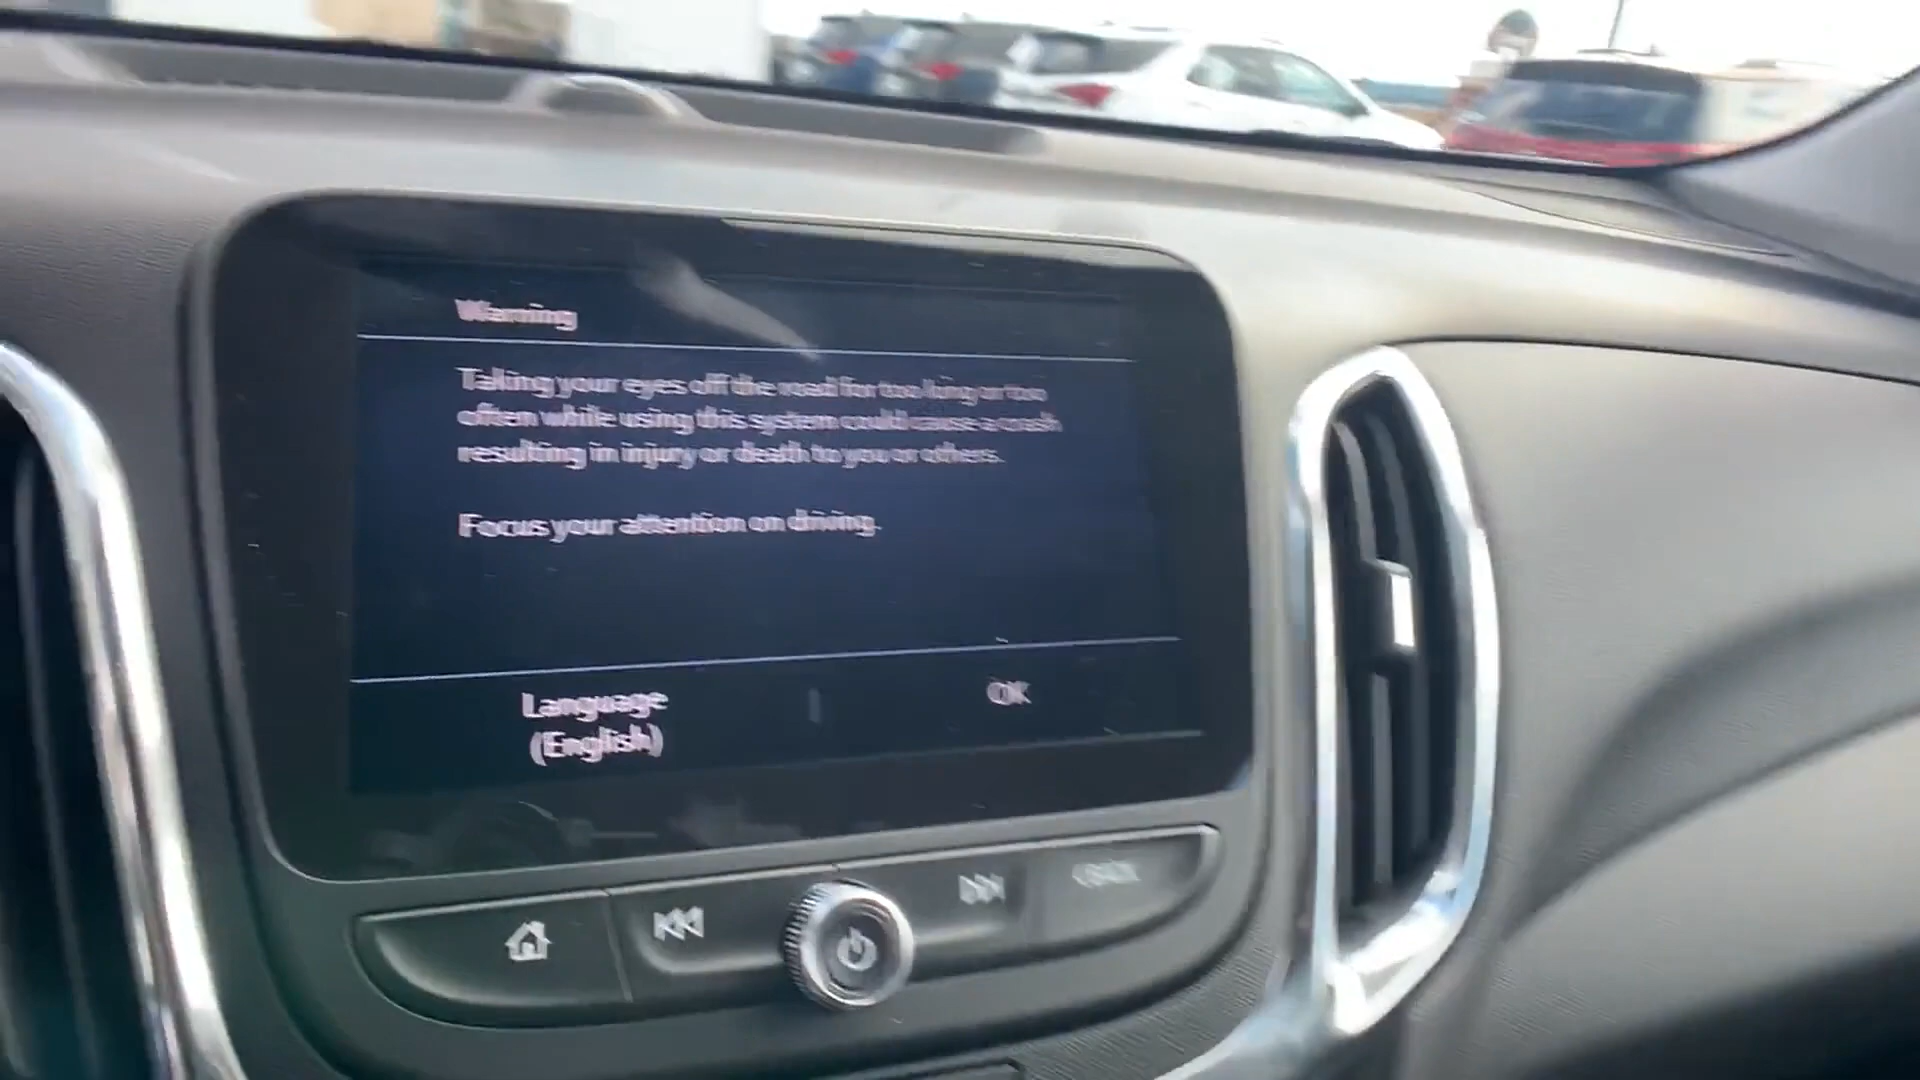 Warning
Taking your eyes off the road for too long or too
often while using this system could cause a crash
resulting in injury or death to you or others.
Focus your attention on driving.
Language
(English)
OK
BACK